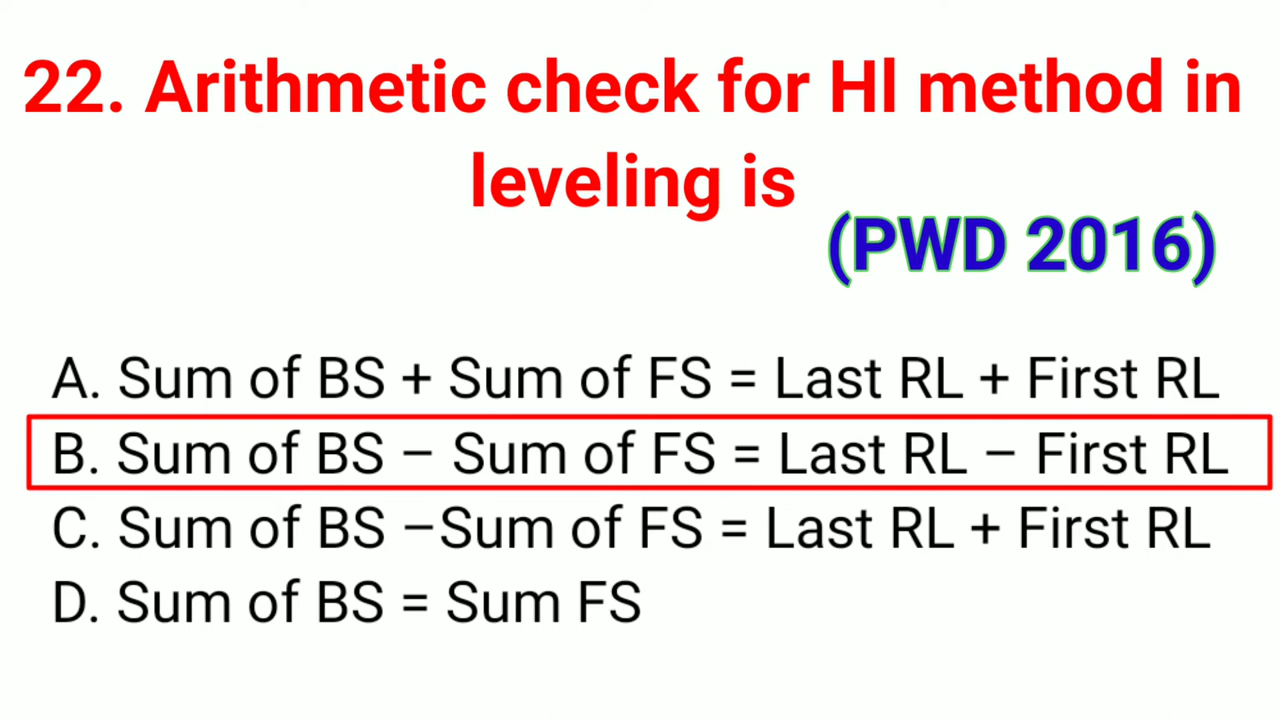 22. Arithmetic check for Hl method in
leveling is
(PWD 2016)
A. Sum of BS + Sum of FS = Last RL + First RL
B. Sum of BS – Sum of FS = Last RL – First RL
C. Sum of BS –Sum of FS = Last RL + First RL
D. Sum of BS = Sum FS